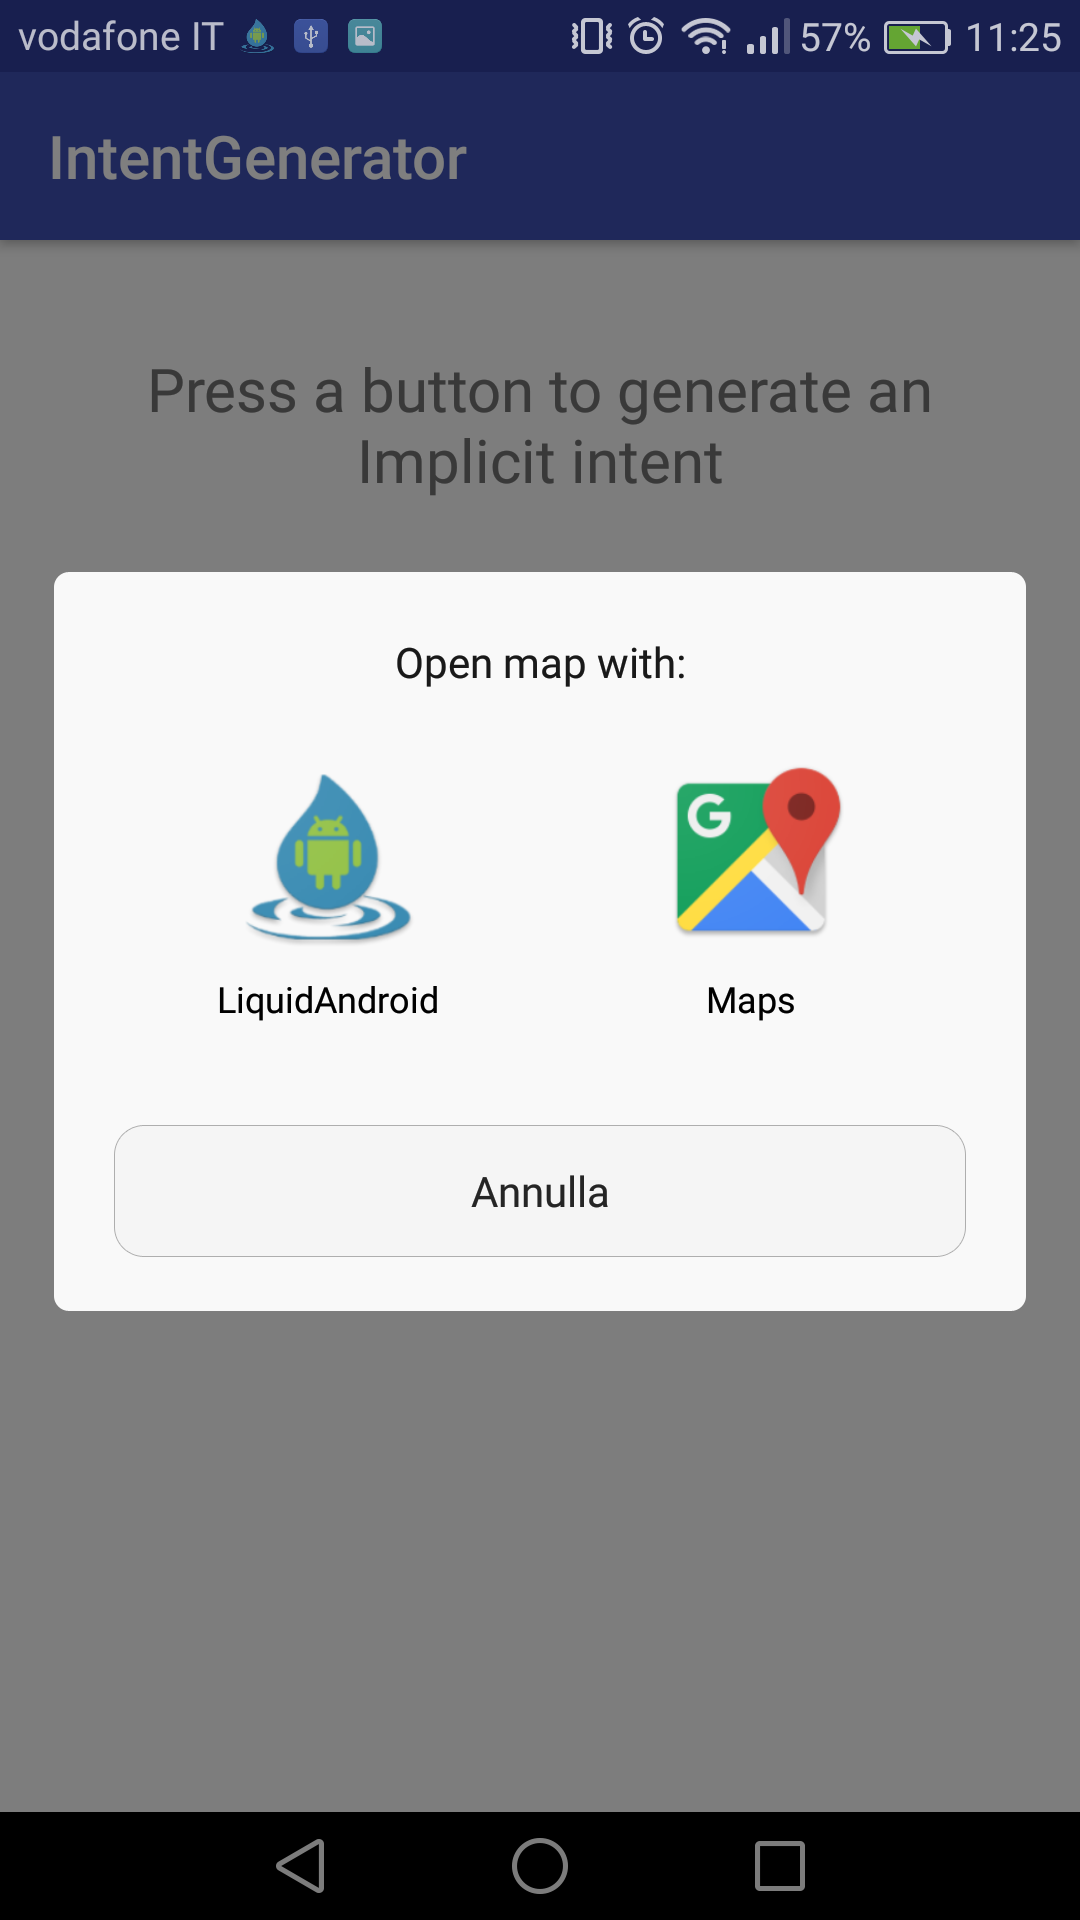 vodafone IT 57% 11:25
IntentGenerator
Press a button to generate an
Implicit intent
Open map with:
G
LiquidAndroid Maps
Annulla